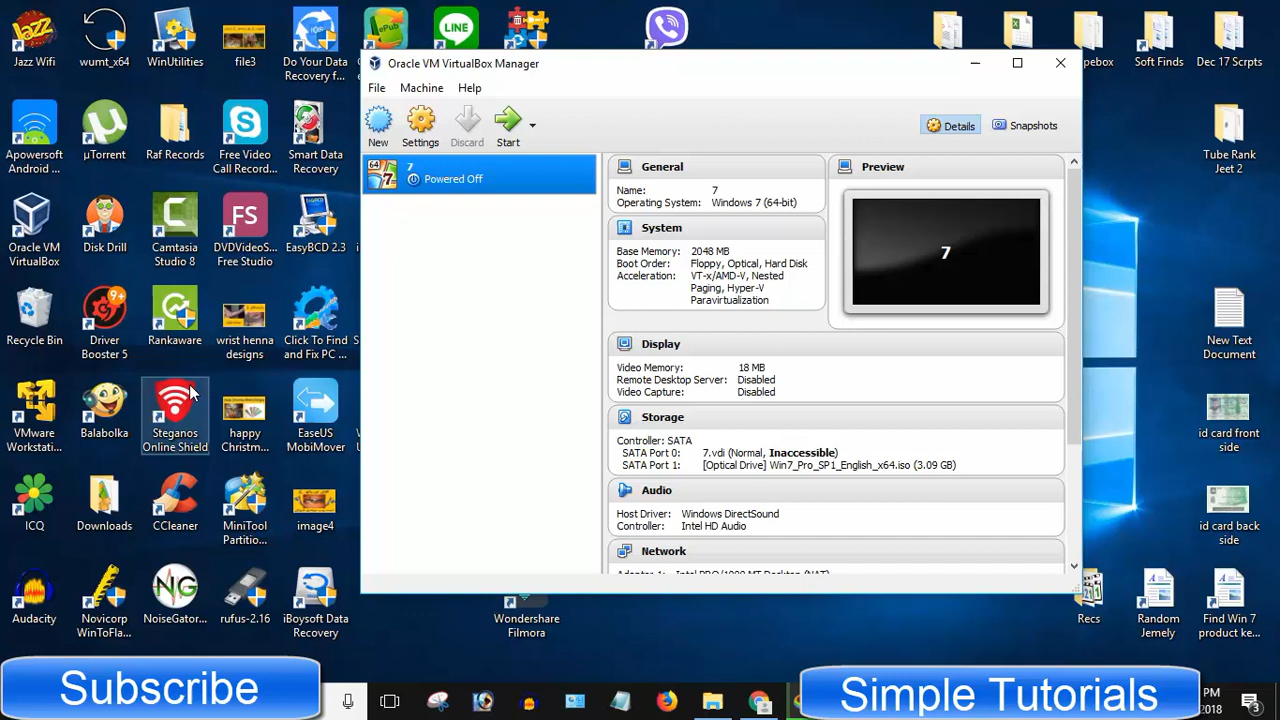 Jazz Wifi
wumt_x64
WinUtilities
file3
Do Your Data
Recovery f...
ePub
LINE
Soft Finds
Dec 17 Scrpts
Oracle VM VirtualBox Manager
File
Machine
Help
New
Settings
Discard
Start
Details
Snapshots
64
7
7
Powered Off
General
Name:
7
Operating System:
Windows 7 (64-bit)
System
Base Memory:
2048 MB
Boot Order:
Floppy, Optical, Hard Disk
Acceleration:
VT-x/AMD-V, Nested
Paging, Hyper-V
Paravirtualization
Preview
7
Display
Video Memory:
18 MB
Remote Desktop Server:
Disabled
Video Capture:
Disabled
Storage
Controller: SATA
SATA Port 0:
7.vdi (Normal, Inaccessible)
SATA Port 1:
[Optical Drive] Win7_Pro_SP1_English_x64.iso (3.09 GB)
Audio
Host Driver:
Windows DirectSound
Controller:
Intel HD Audio
Network
Apowersoft
Android ...
µTorrent
Raf Records
Free Video
Call Record...
Smart Data
Recovery
Tube Rank
Jeet 2
Oracle VM
VirtualBox
Disk Drill
Camtasia
Studio 8
FS
DVDVideoS...
Free Studio
EasyBCD 2.3
Recycle Bin
9+
Driver
Booster 5
Rankaware
wrist henna
designs
Click To Find
and Fix PC ...
New Text
Document
VMware
Workstati...
Balabolka
Steganos
Online Shield
happy
Christm...
EaseUS
MobiMover
id card front
side
ICQ
Downloads
CCleaner
MiniTool
Partitio...
image4
id card back
side
Audacity
Novicorp
WinToFla...
NG
NoiseGator...
rufus-2.16
iBoysoft Data
Recovery
Wondershare
Filmora
Recs
Random
Jemely
Find Win 7
product ke...
Subscribe
Simple Tutorials
PM
2018
3